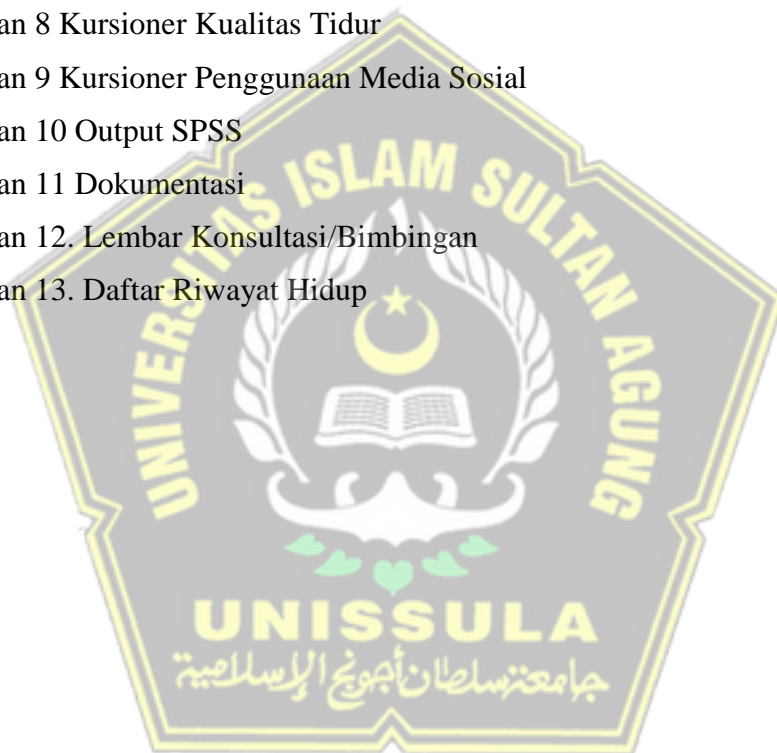 an 8 Kursioner Kualitas Tidur
an 9 Kursioner Penggunaan Media Sosial
an 10 Output SPSS
an 11 Dokumentasi
an 12. Lembar Konsultasi/Bimbingan
an 13. Daftar Riwayat Hidup
UNIVERSITAS ISLAM SULTAN AGUNG
UNISSULA
جامعة سلطان أجونج الإسلامية